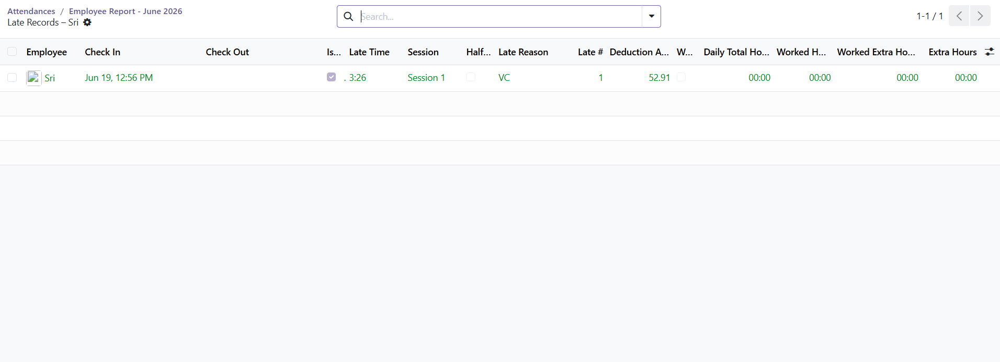 Attendances / Employee Report - June 2026
Late Records – Sri
Search...
1-1 / 1
Employee Check In Check Out Is... Late Time Session Half... Late Reason Late # Deduction A... W... Daily Total Ho... Worked H... Worked Extra Ho... Extra Hours
Sri Jun 19, 12:56 PM . 3:26 Session 1 VC 1 52.91 00:00 00:00 00:00 00:00